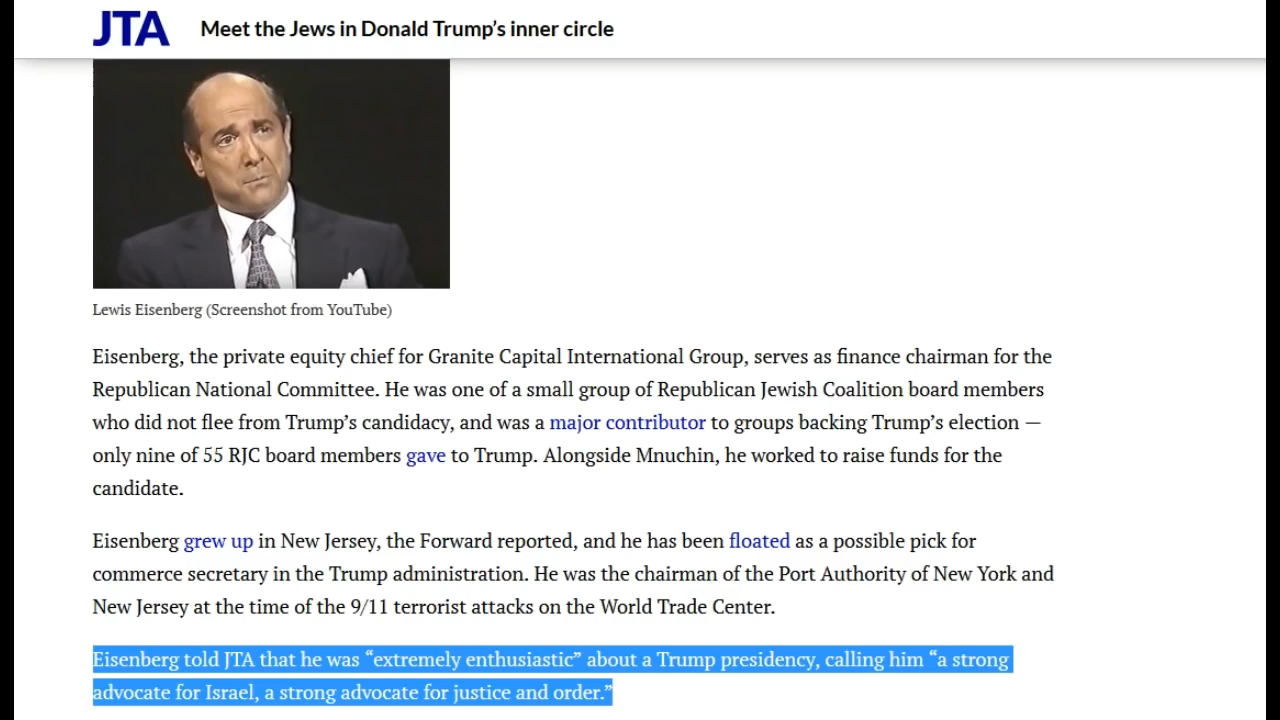 JTA Meet the Jews in Donald Trump’s inner circle
Lewis Eisenberg (Screenshot from YouTube)
Eisenberg, the private equity chief for Granite Capital International Group, serves as finance chairman for the
Republican National Committee. He was one of a small group of Republican Jewish Coalition board members
who did not flee from Trump’s candidacy, and was a major contributor to groups backing Trump’s election —
only nine of 55 RJC board members gave to Trump. Alongside Mnuchin, he worked to raise funds for the
candidate.
Eisenberg grew up in New Jersey, the Forward reported, and he has been floated as a possible pick for
commerce secretary in the Trump administration. He was the chairman of the Port Authority of New York and
New Jersey at the time of the 9/11 terrorist attacks on the World Trade Center.
Eisenberg told JTA that he was “extremely enthusiastic” about a Trump presidency, calling him “a strong
advocate for Israel, a strong advocate for justice and order.”